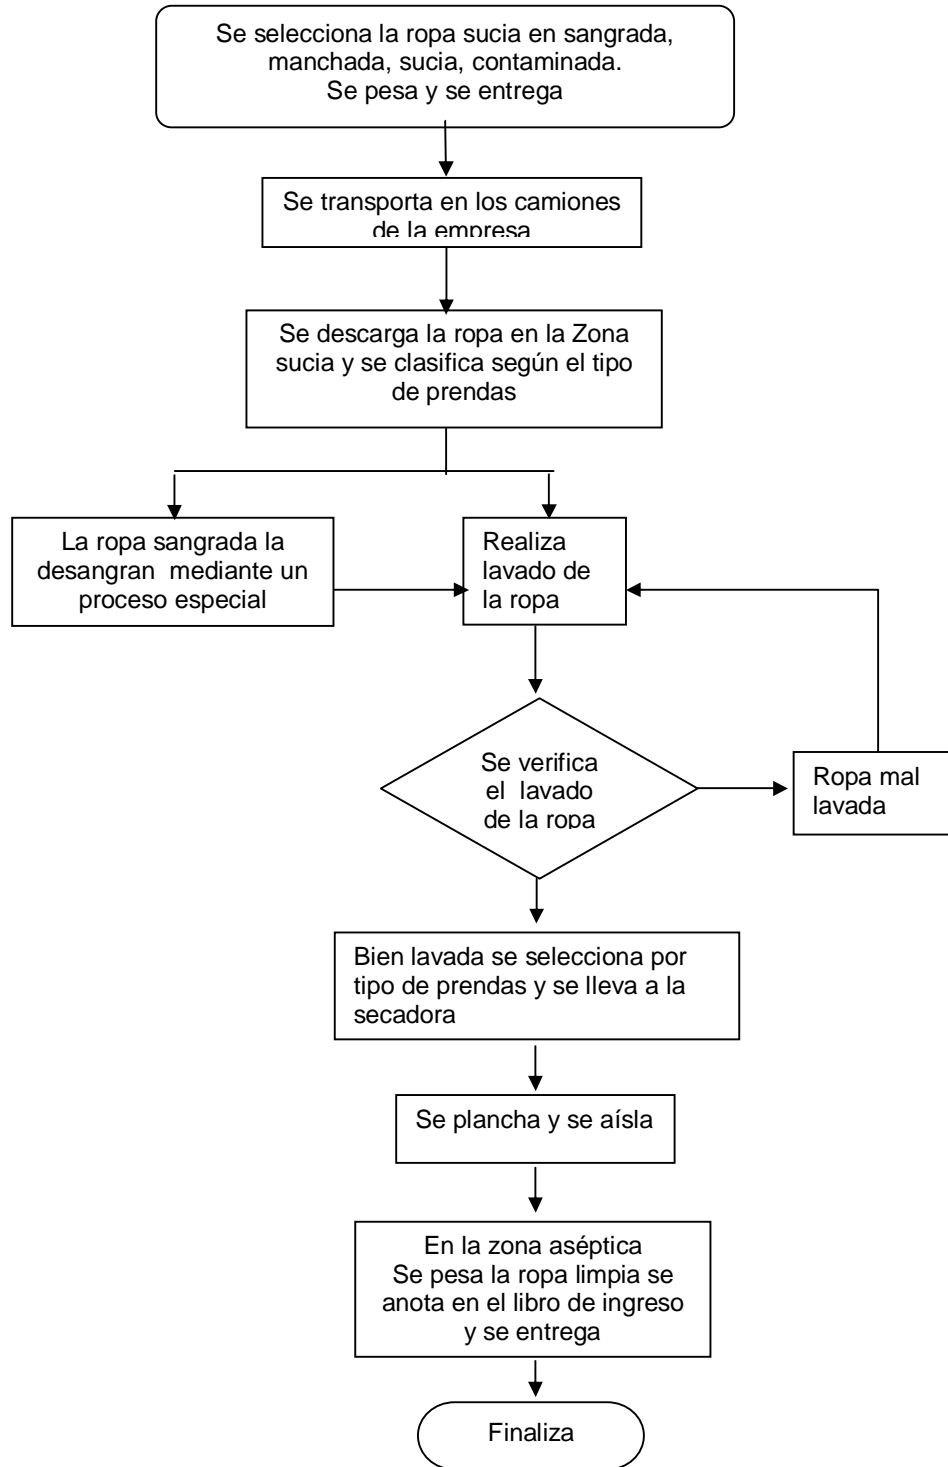 Se selecciona la ropa sucia en sangrada,
manchada, sucia, contaminada.
Se pesa y se entrega
Se transporta en los camiones
de la empresa
Se descarga la ropa en la Zona
sucia y se clasifica según el tipo
de prendas
La ropa sangrada la
desangran mediante un
proceso especial
Realiza
lavado de
la ropa
Se verifica
el lavado
de la ropa
Ropa mal
lavada
Bien lavada se selecciona por
tipo de prendas y se lleva a la
secadora
Se plancha y se aísla
En la zona aséptica
Se pesa la ropa limpia se
anota en el libro de ingreso
y se entrega
Finaliza